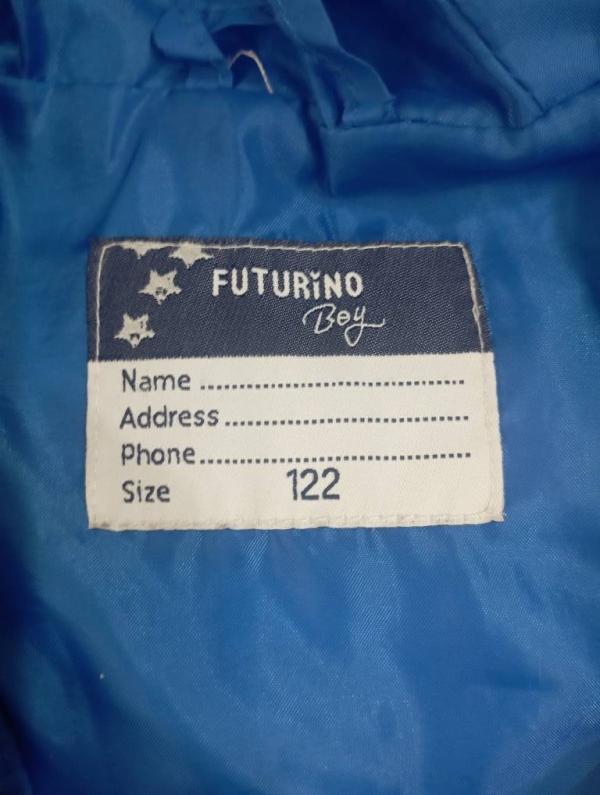 FUTURiNO
Boy
Name ........................................
Address ....................................
Phone ........................................
Size 122